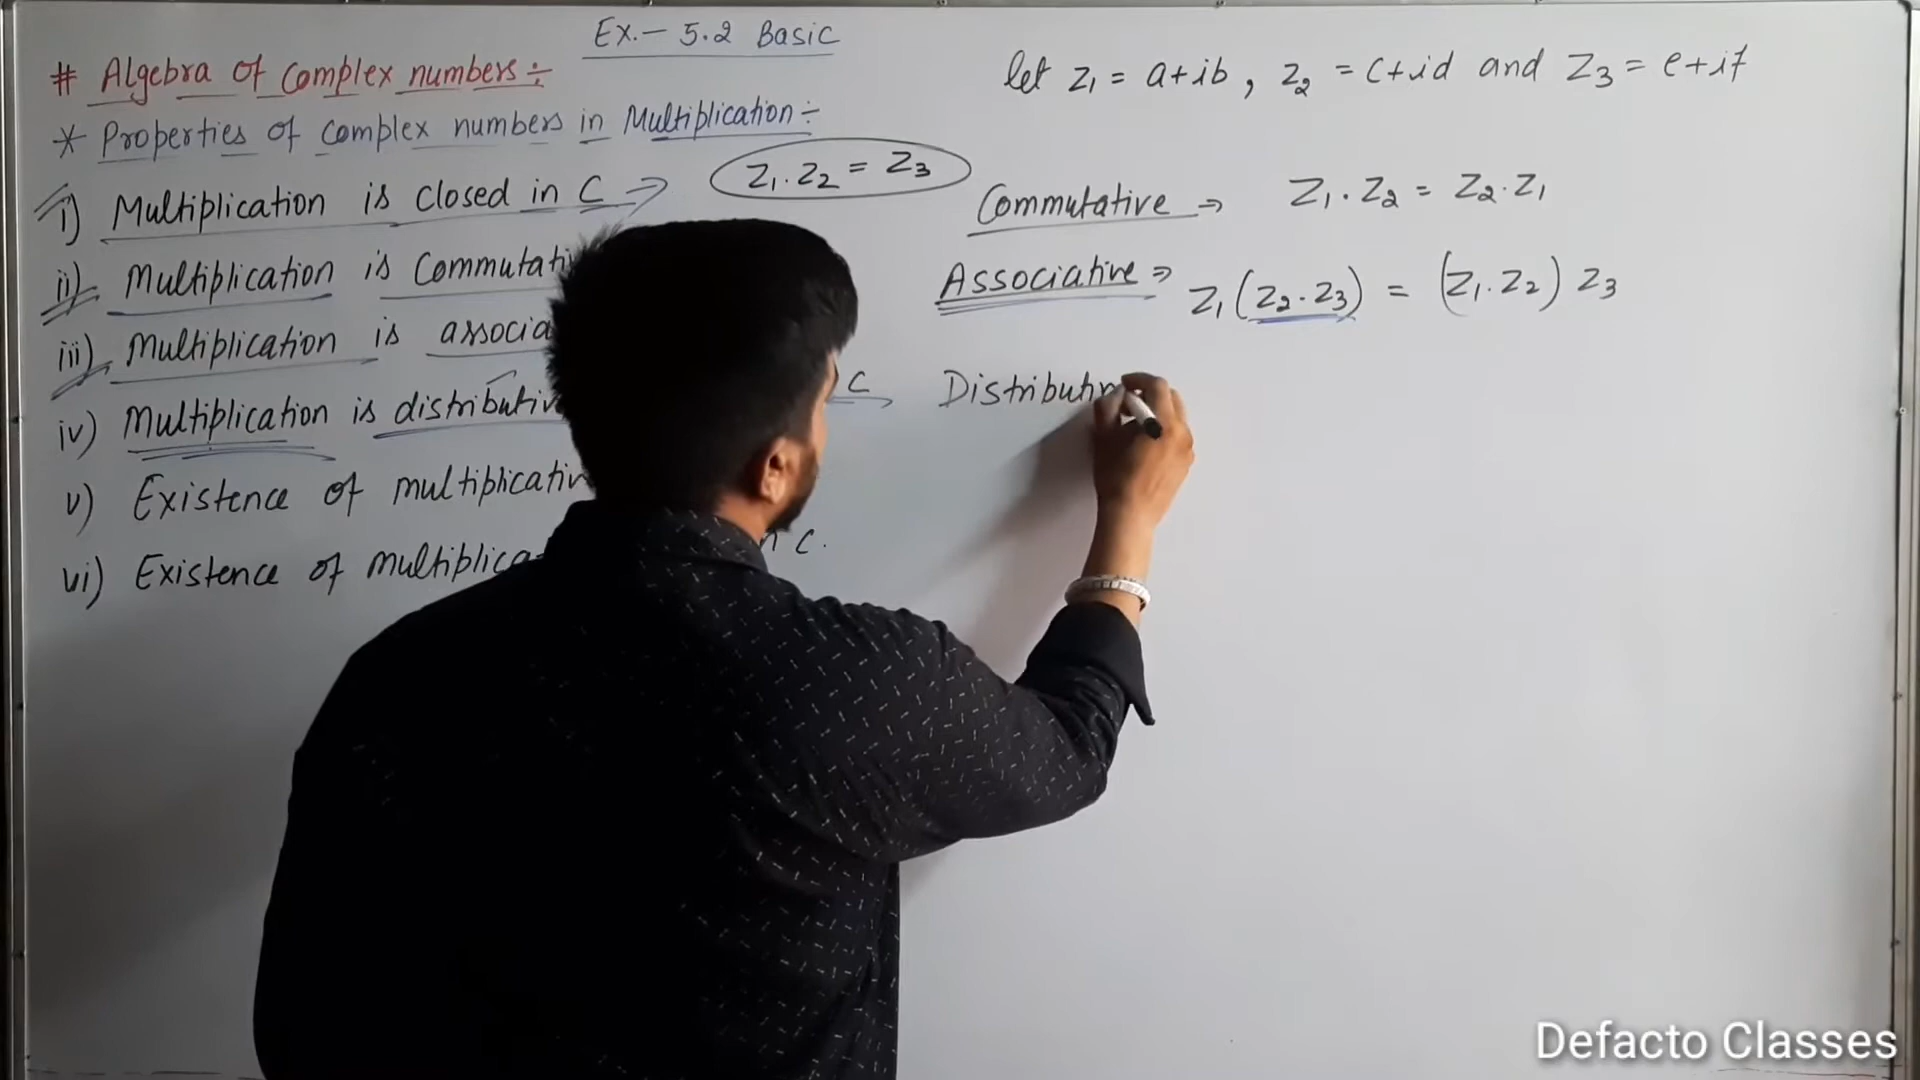 Ex.- 5.2 Basic
# Algebra of complex numbers ÷
* Properties of complex numbers in Multiplication ÷
i) Multiplication is closed in C → Z₁.Z₂ = Z₃
ii) Multiplication is Commutati
iii) Multiplication is associa
iv) Multiplication is distributiv C
v) Existence of multiplicativ
vi) Existence of multiplica n C.
let Z₁ = a+ib, Z₂ = c+id and Z₃ = e+if
Commutative ⇒ Z₁.Z₂ = Z₂.Z₁
Associative ⇒ Z₁(Z₂.Z₃) = (Z₁.Z₂) Z₃
Distributiv
Defacto Classes